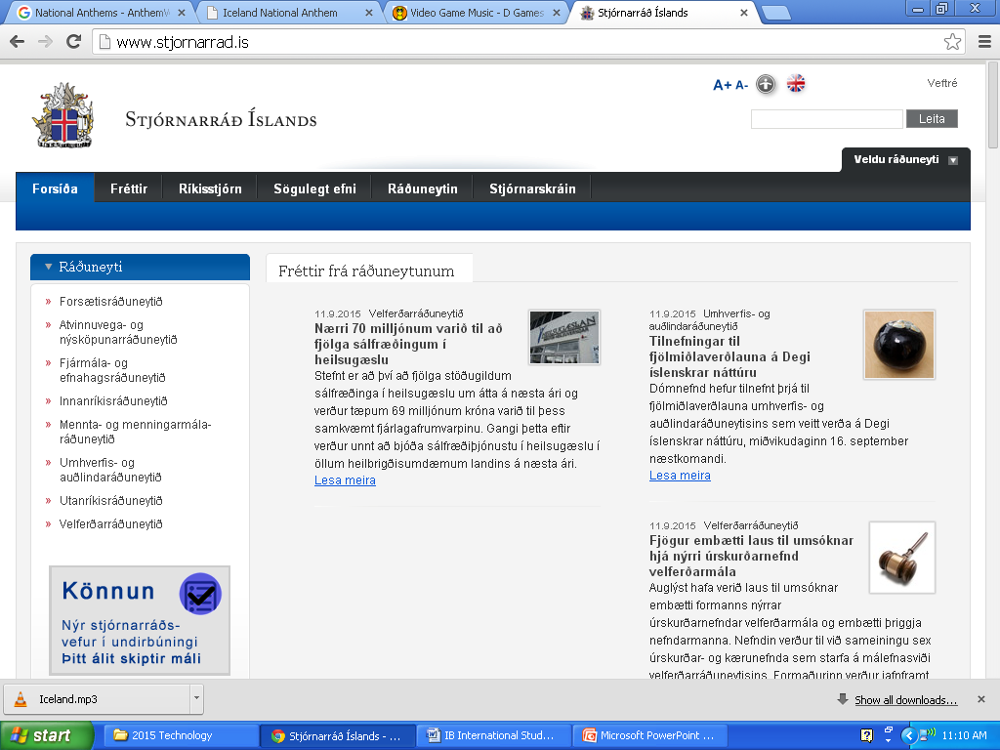 National Anthems - AnthemW
Iceland National Anthem
Video Game Music - D Games
Stjórnarráð Íslands
www.stjornarrad.is
A+ A-
Veftré
Stjórnarráð Íslands
Leita
Veldu ráðuneyti
Forsíða
Fréttir
Ríkisstjórn
Sögulegt efni
Ráðuneytin
Stjórnarskráin
Ráðuneyti
Forsætisráðuneytið
Atvinnuvega- og
nýsköpunarráðuneytið
Fjármála- og
efnahagsráðuneytið
Innanríkisráðuneytið
Mennta- og menningarmála-
ráðuneytið
Umhverfis- og
auðlindaráðuneytið
Utanríkisráðuneytið
Velferðarráðuneytið
Könnun
Nýr stjórnarráðs-
vefur í undirbúningi
Þitt álit skiptir máli
Fréttir frá ráðuneytunum
11.9.2015 Velferðarráðuneytið
Nærri 70 milljónum varið til að
fjölga sálfræðingum í
heilsugæslu
Stefnt er að því að fjölga stöðugildum
sálfræðinga í heilsugæslu um átta á næsta ári og
verður tæpum 69 milljónum króna varið til þess
samkvæmt fjárlagafrumvarpinu. Gangi þetta eftir
verður unnt að bjóða sálfræðiþjónustu í heilsugæslu í
öllum heilbrigðisumdæmum landins á næsta ári.
Lesa meira
11.9.2015 Umhverfis- og
auðlindaráðuneytið
Tilnefningar til
fjölmiðlaverðlauna á Degi
íslenskrar náttúru
Dómnefnd hefur tilnefnt þrjá til
fjölmiðlaverðlauna umhverfis- og
auðlindaráðuneytisins sem veitt verða á Degi
íslenskrar náttúru, miðvikudaginn 16. september
næstkomandi.
Lesa meira
11.9.2015 Velferðarráðuneytið
Fjögur embætti laus til umsóknar
hjá nýrri úrskurðarnefnd
velferðarmála
Auglýst hafa verið laus til umsóknar
embætti formanns nýrrar
úrskurðarnefndar velferðarmála og embætti þriggja
nefndarmanna. Nefndin verður til við sameiningu sex
úrskurðar- og kærunefnda sem starfa á málefnasviði
velferðarráðuneytisins. Formaðurinn verður jafnframt
Iceland.mp3
Show all downloads...
start
2015 Technology
Stjórnarráð Íslands - ...
IB International Stud...
Microsoft PowerPoint ...
11:10 AM